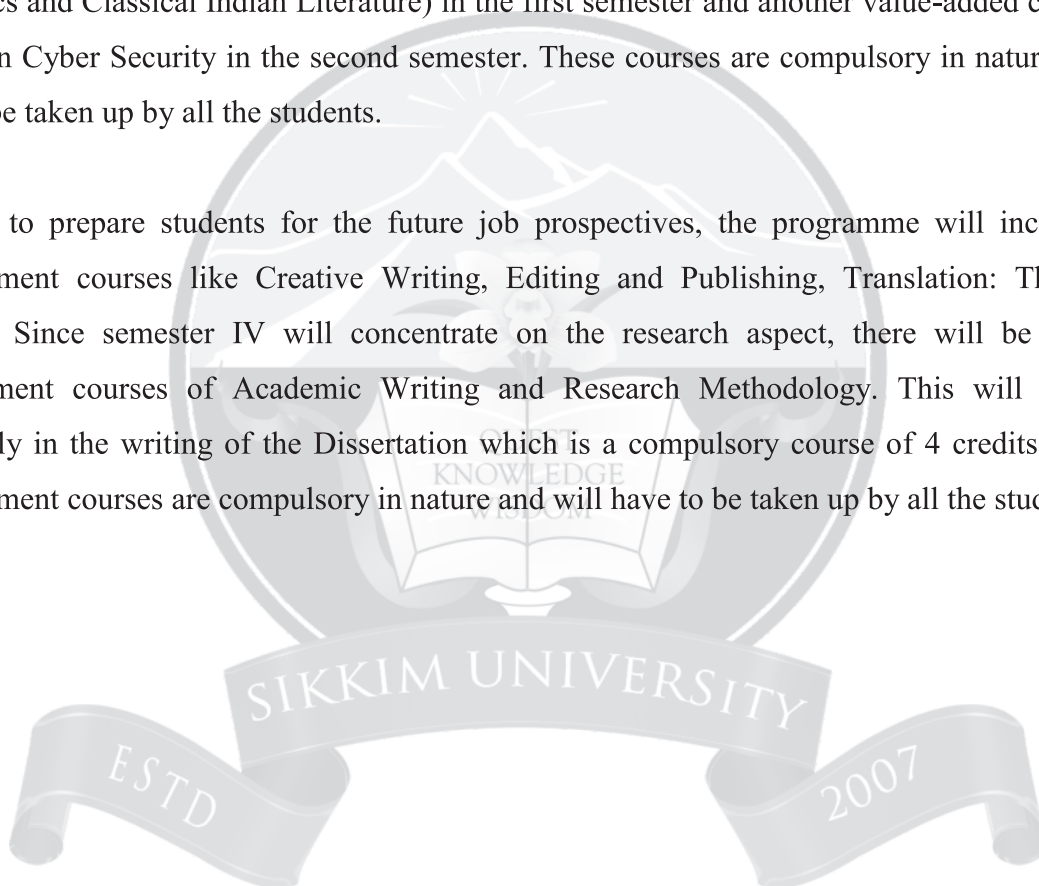 cs and Classical Indian Literature) in the first semester and another value-added c
n Cyber Security in the second semester. These courses are compulsory in natur
be taken up by all the students.
to prepare students for the future job prospectives, the programme will inc
ment courses like Creative Writing, Editing and Publishing, Translation: Th
Since semester IV will concentrate on the research aspect, there will be
ment courses of Academic Writing and Research Methodology. This will
ly in the writing of the Dissertation which is a compulsory course of 4 credits
ment courses are compulsory in nature and will have to be taken up by all the stud
QUEST
KNOWLEDGE
WISDOM
SIKKIM UNIVERSITY
ESTD
2007